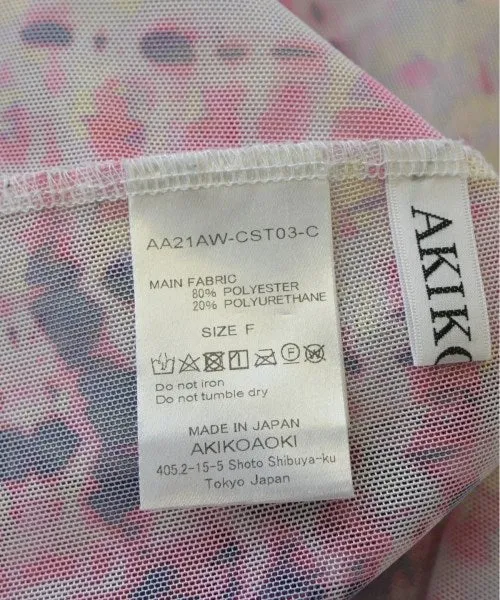 AA21AW-CST03-C
MAIN FABRIC
80% POLYESTER
20% POLYURETHANE
SIZE F
Do not iron
Do not tumble dry
MADE IN JAPAN
AKIKOAOKI
405.2-15-5 Shoto Shibuya-ku
Tokyo Japan
AKIKO